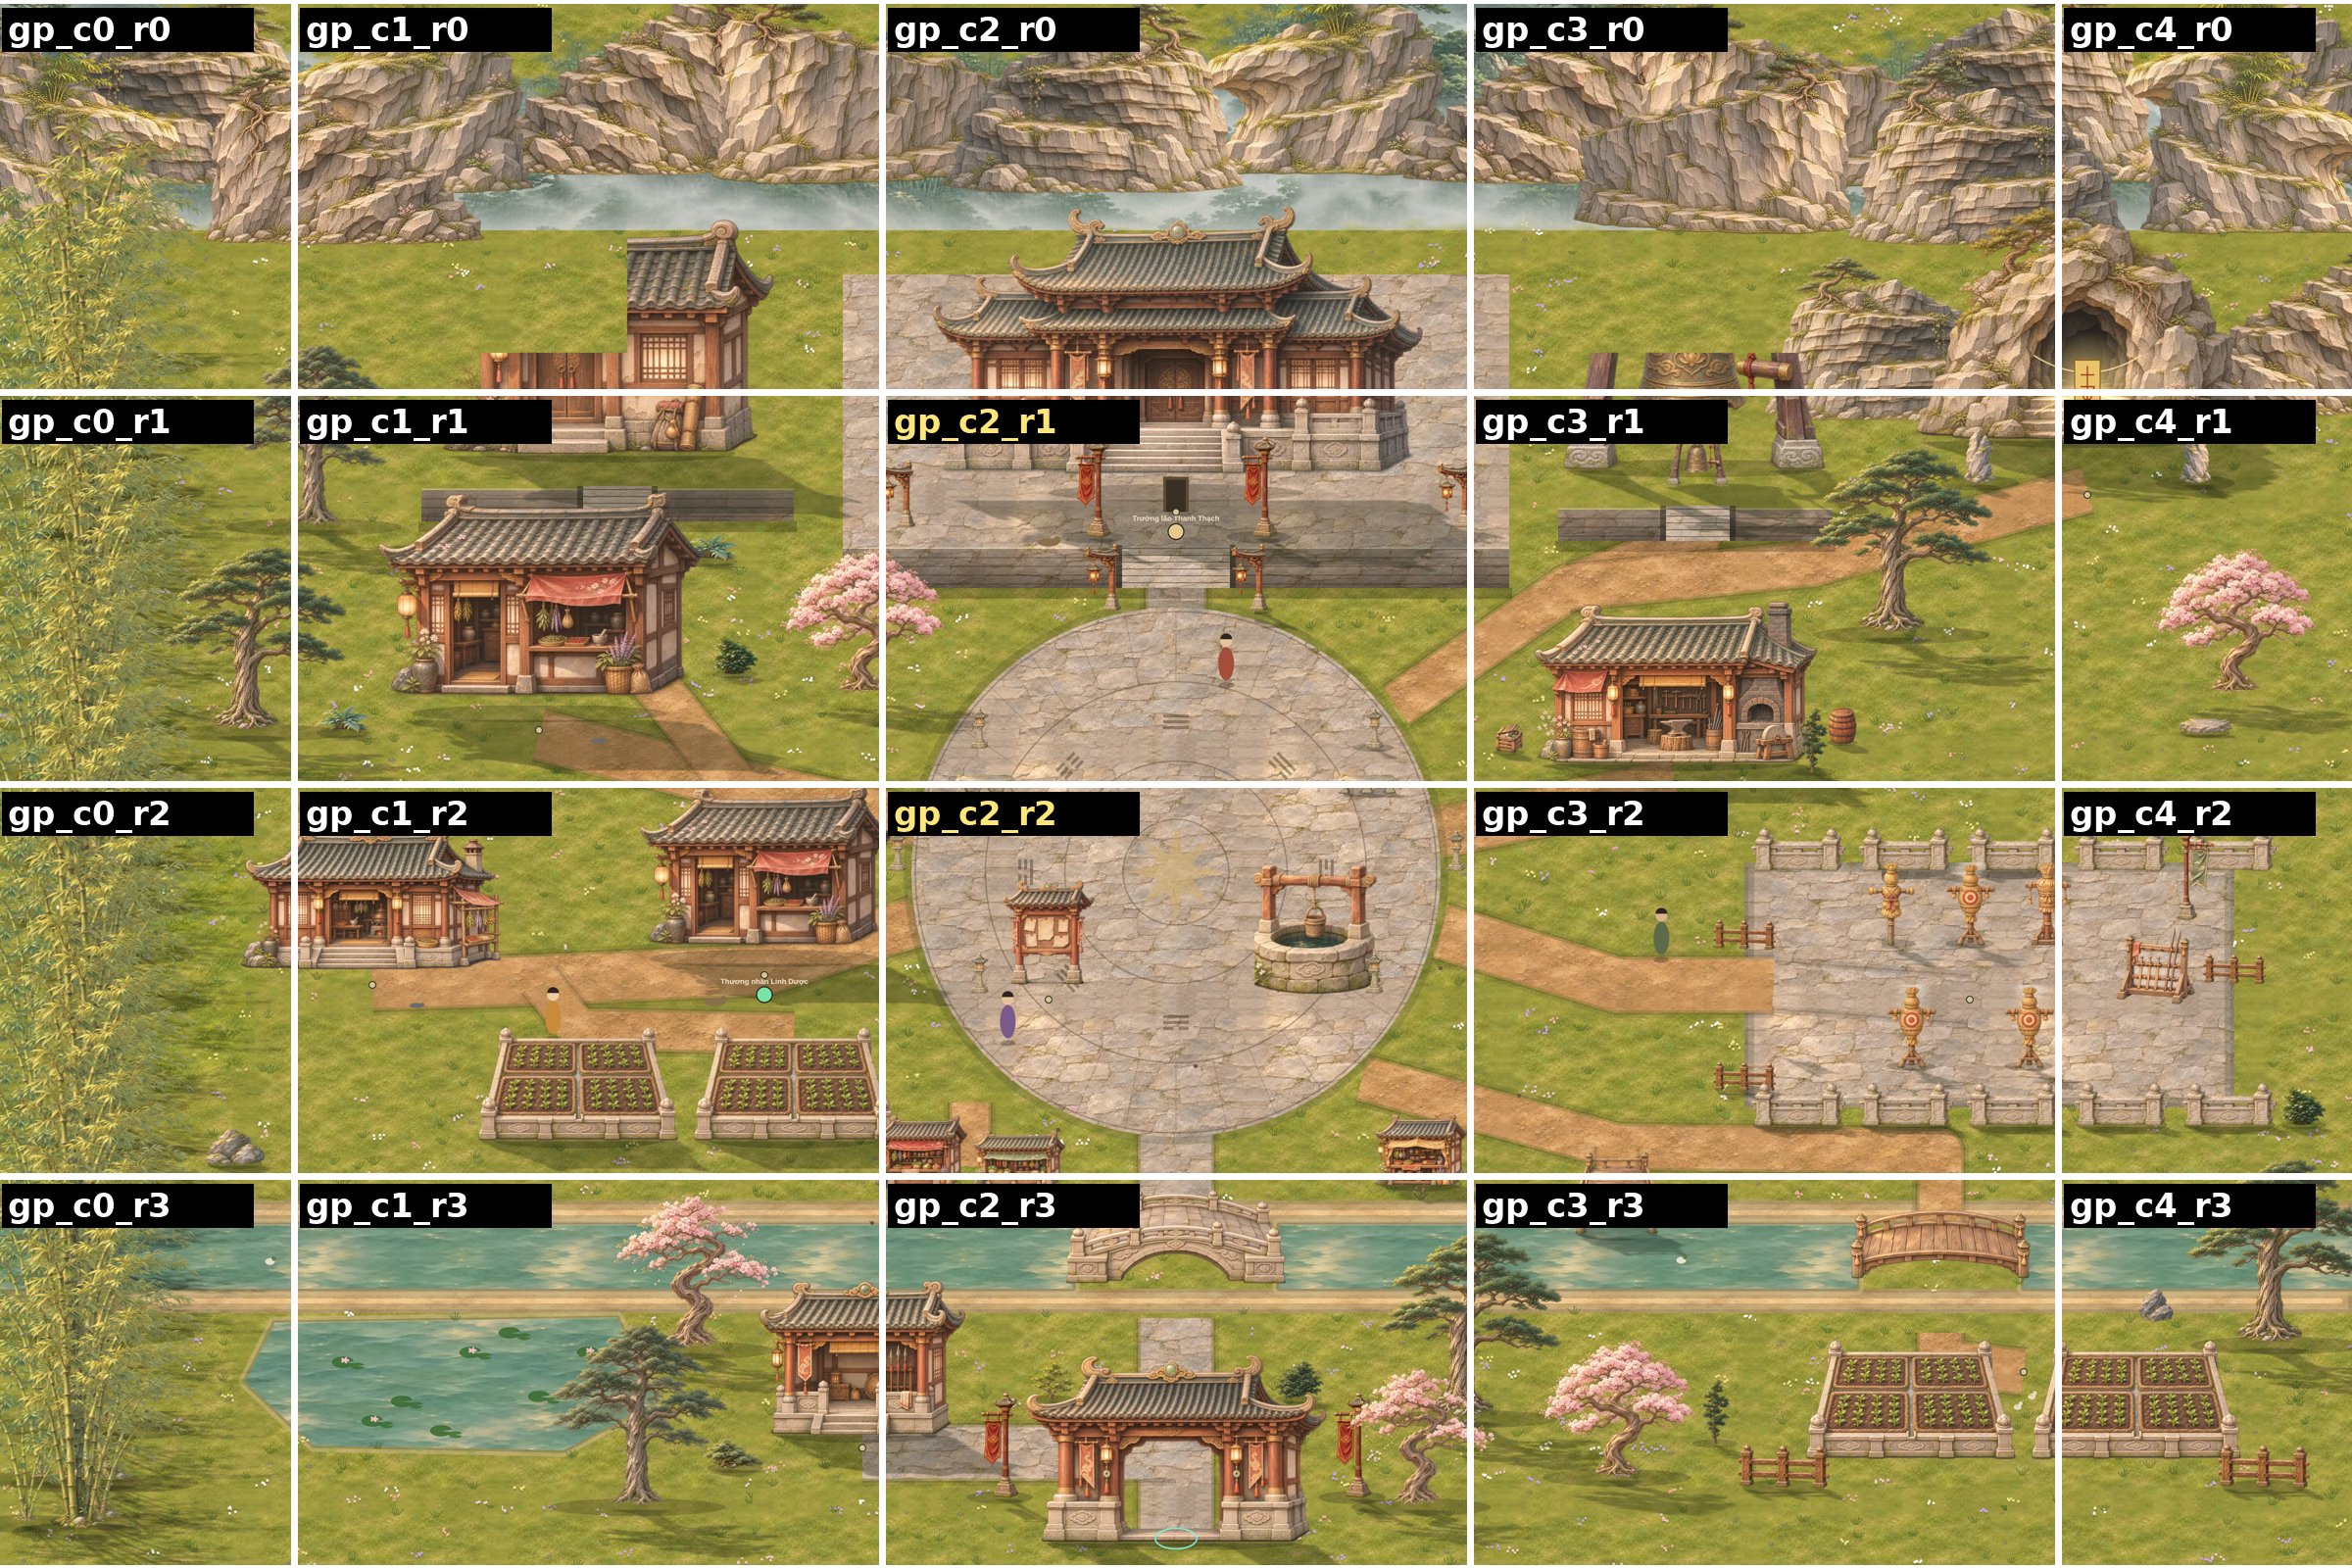 gp_c0_r0
gp_c1_r0
gp_c2_r0
gp_c3_r0
gp_c4_r0
gp_c0_r1
gp_c1_r1
gp_c2_r1
gp_c3_r1
gp_c4_r1
Trưởng lão Thanh Thạch
gp_c0_r2
gp_c1_r2
gp_c2_r2
gp_c3_r2
gp_c4_r2
Thương nhân Linh Dược
gp_c0_r3
gp_c1_r3
gp_c2_r3
gp_c3_r3
gp_c4_r3